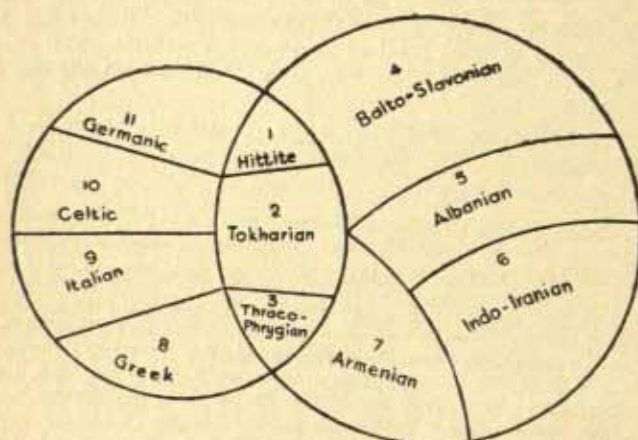 1
Hittite
2
Tokharian
3
Thraco-
Phrygian
4
Balto-Slavonian
5
Albanian
6
Indo-Iranian
7
Armenian
8
Greek
9
Italian
10
Celtic
11
Germanic